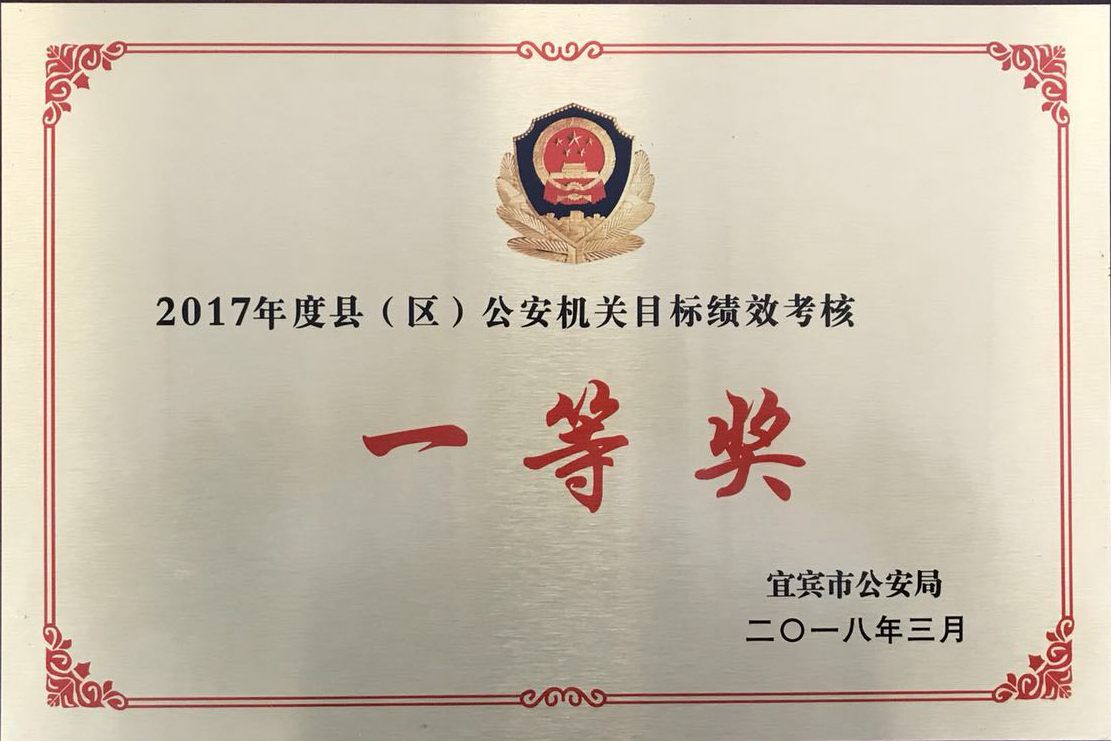 2017年度县（区）公安机关目标绩效考核
一等奖
宜宾市公安局
二〇一八年三月